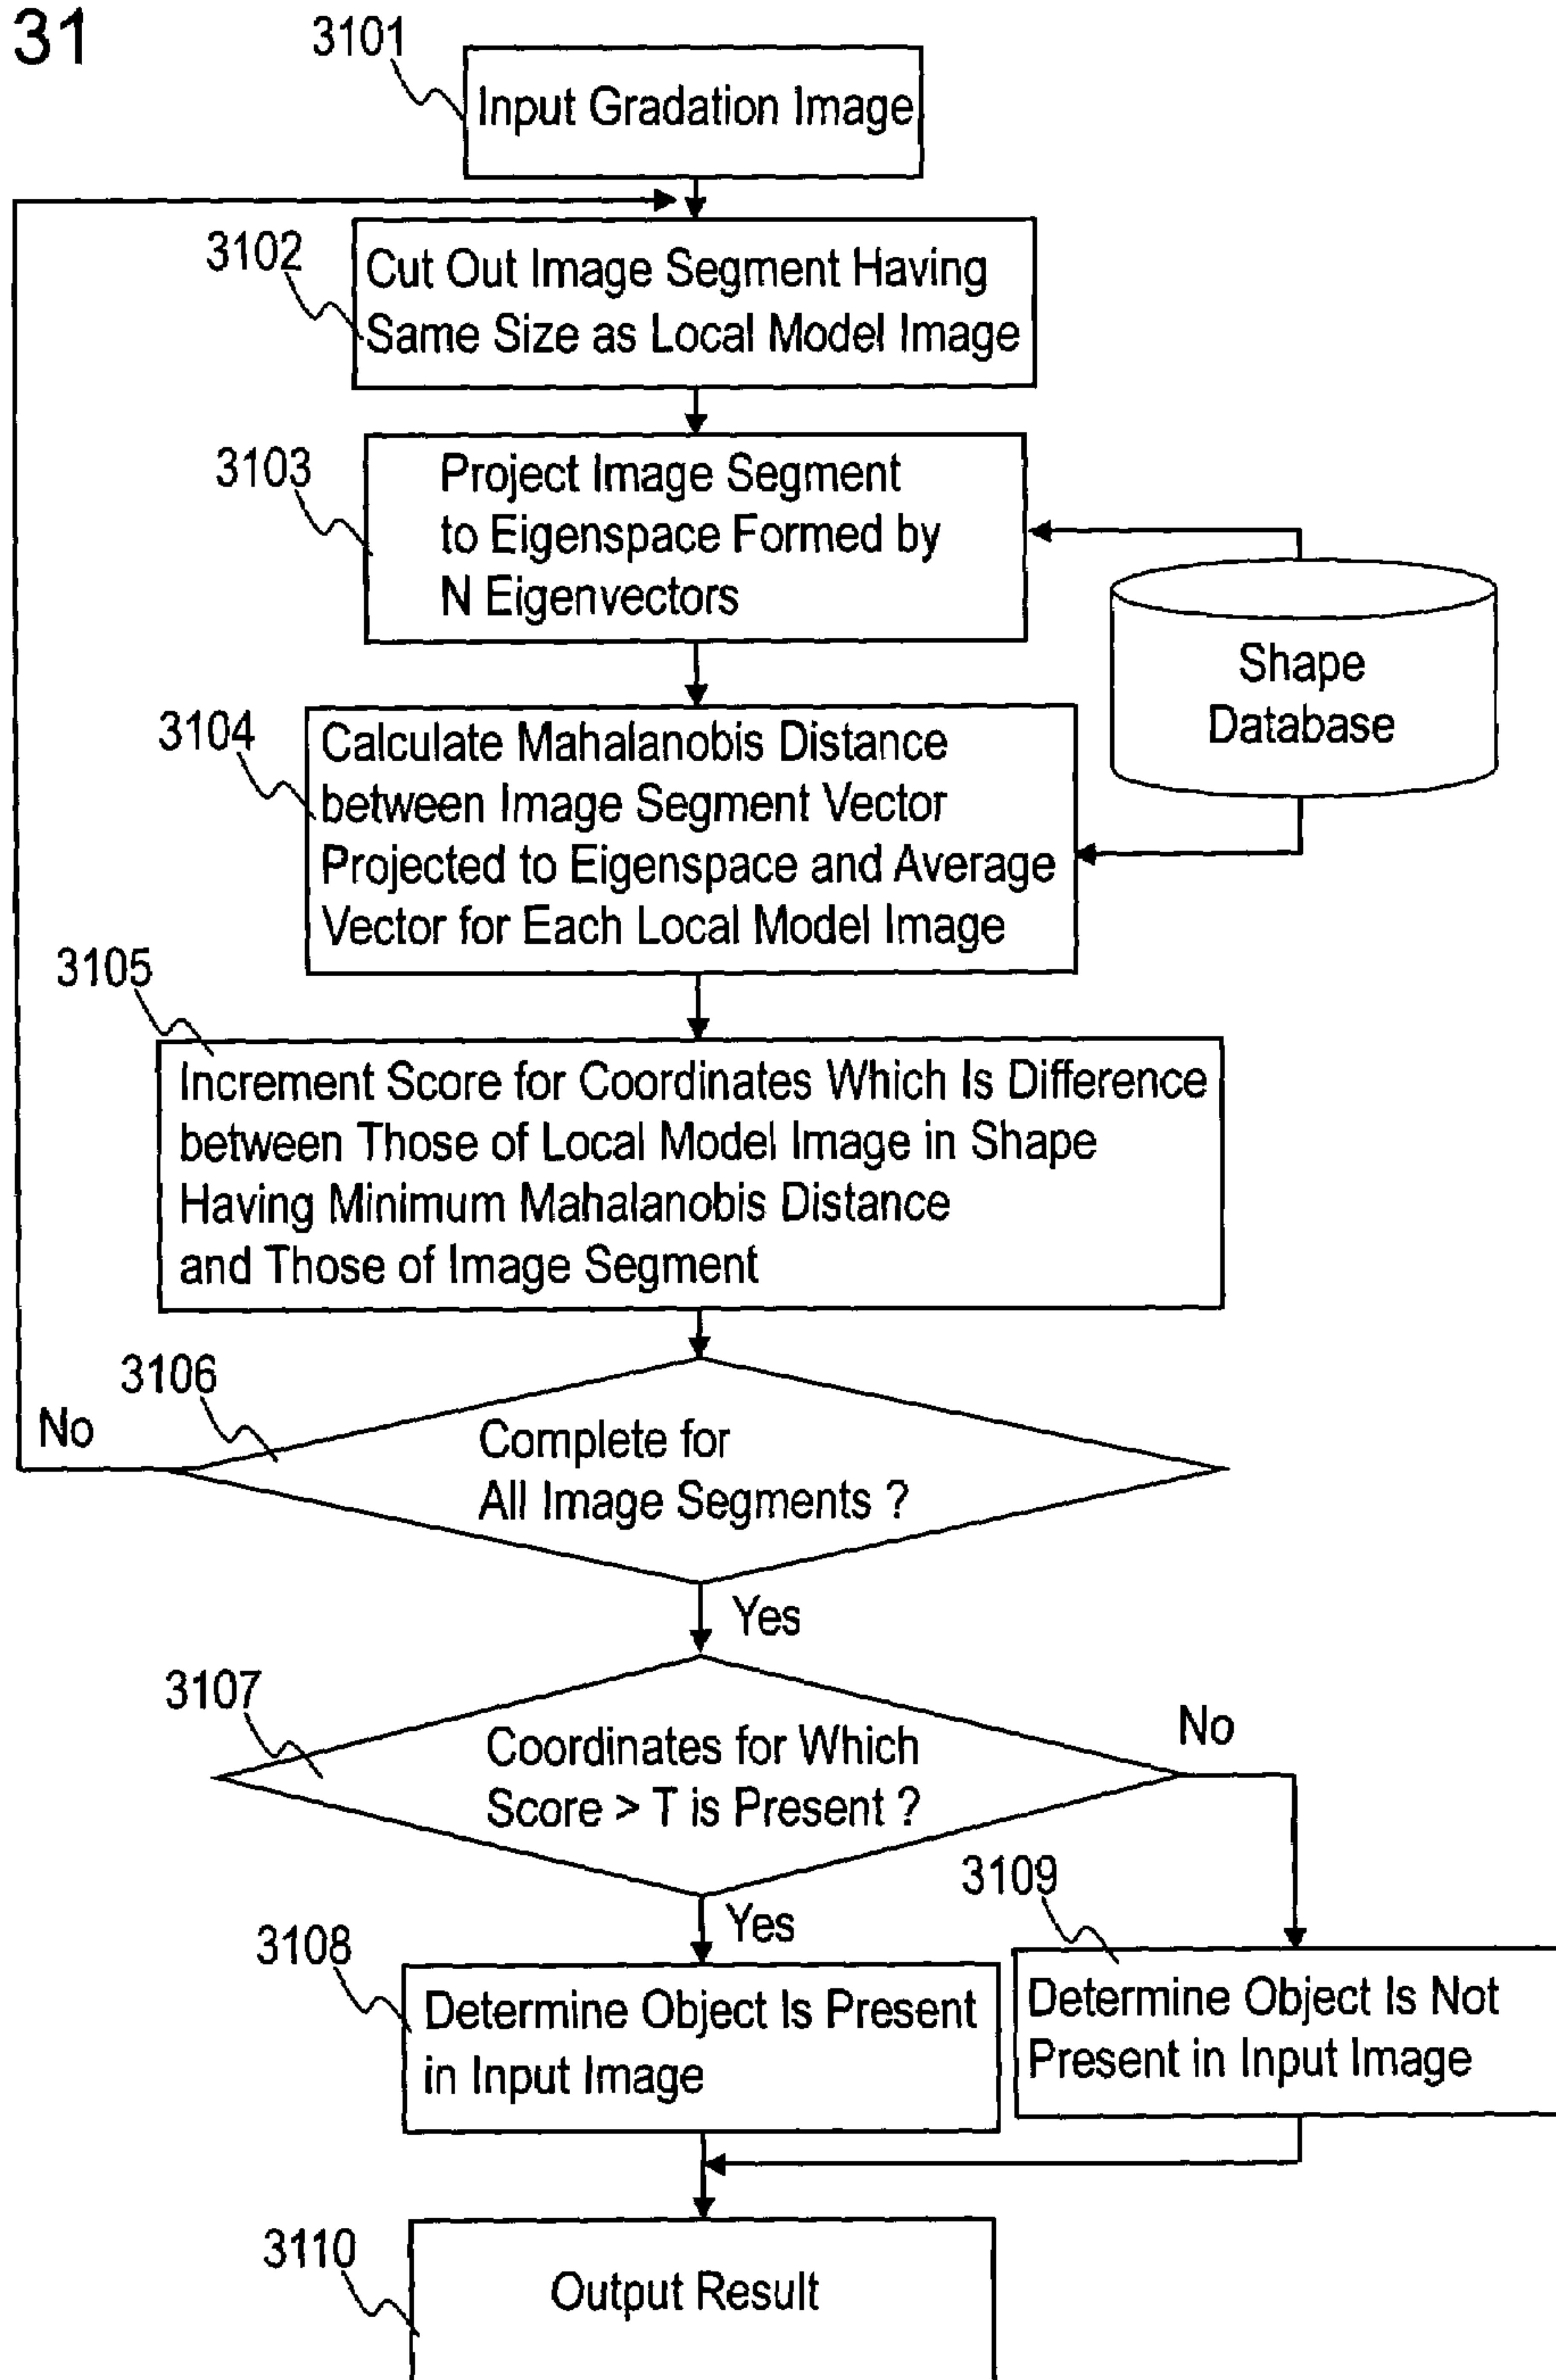 31
3101
Input Gradation Image
3102
Cut Out Image Segment Having
Same Size as Local Model Image
3103
Project Image Segment
to Eigenspace Formed by
N Eigenvectors
Shape
Database
3104
Calculate Mahalanobis Distance
between Image Segment Vector
Projected to Eigenspace and Average
Vector for Each Local Model Image
3105
Increment Score for Coordinates Which Is Difference
between Those of Local Model Image in Shape
Having Minimum Mahalanobis Distance
and Those of Image Segment
3106
No
Complete for
All Image Segments ?
Yes
3107
Coordinates for Which
Score > T is Present ?
No
Yes
3108
Determine Object Is Present
in Input Image
3109
Determine Object Is Not
Present in Input Image
3110
Output Result